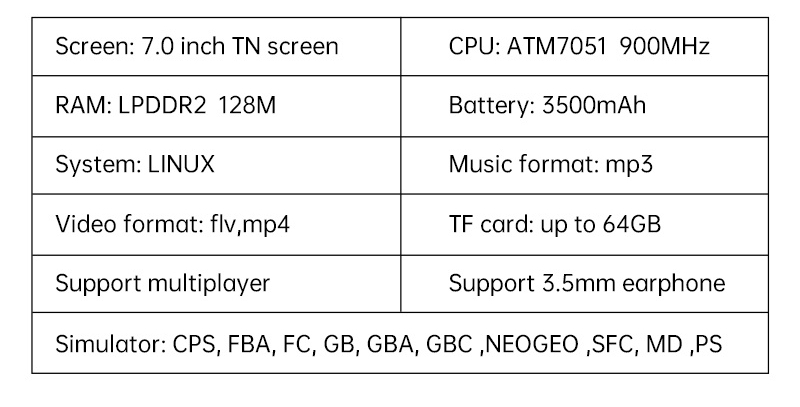 Screen: 7.0 inch TN screen
CPU: ATM7051 900MHz
RAM: LPDDR2 128M
Battery: 3500mAh
System: LINUX
Music format: mp3
Video format: flv,mp4
TF card: up to 64GB
Support multiplayer
Support 3.5mm earphone
Simulator: CPS, FBA, FC, GB, GBA, GBC ,NEOGEO ,SFC, MD ,PS